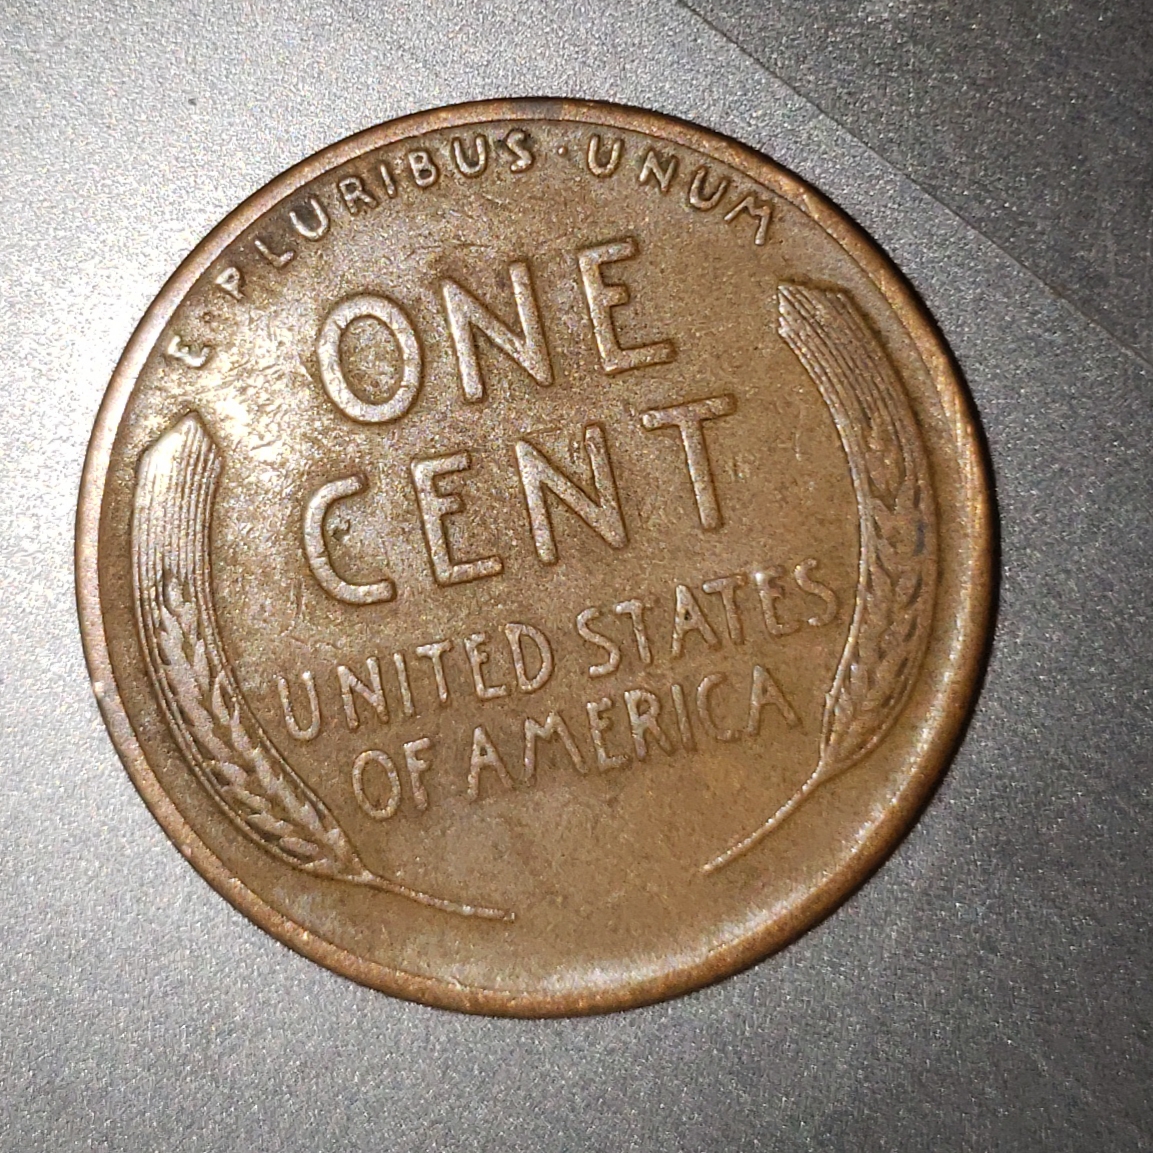 E·PLURIBUS·UNUM
ONE
CENT
UNITED STATES
OF AMERICA